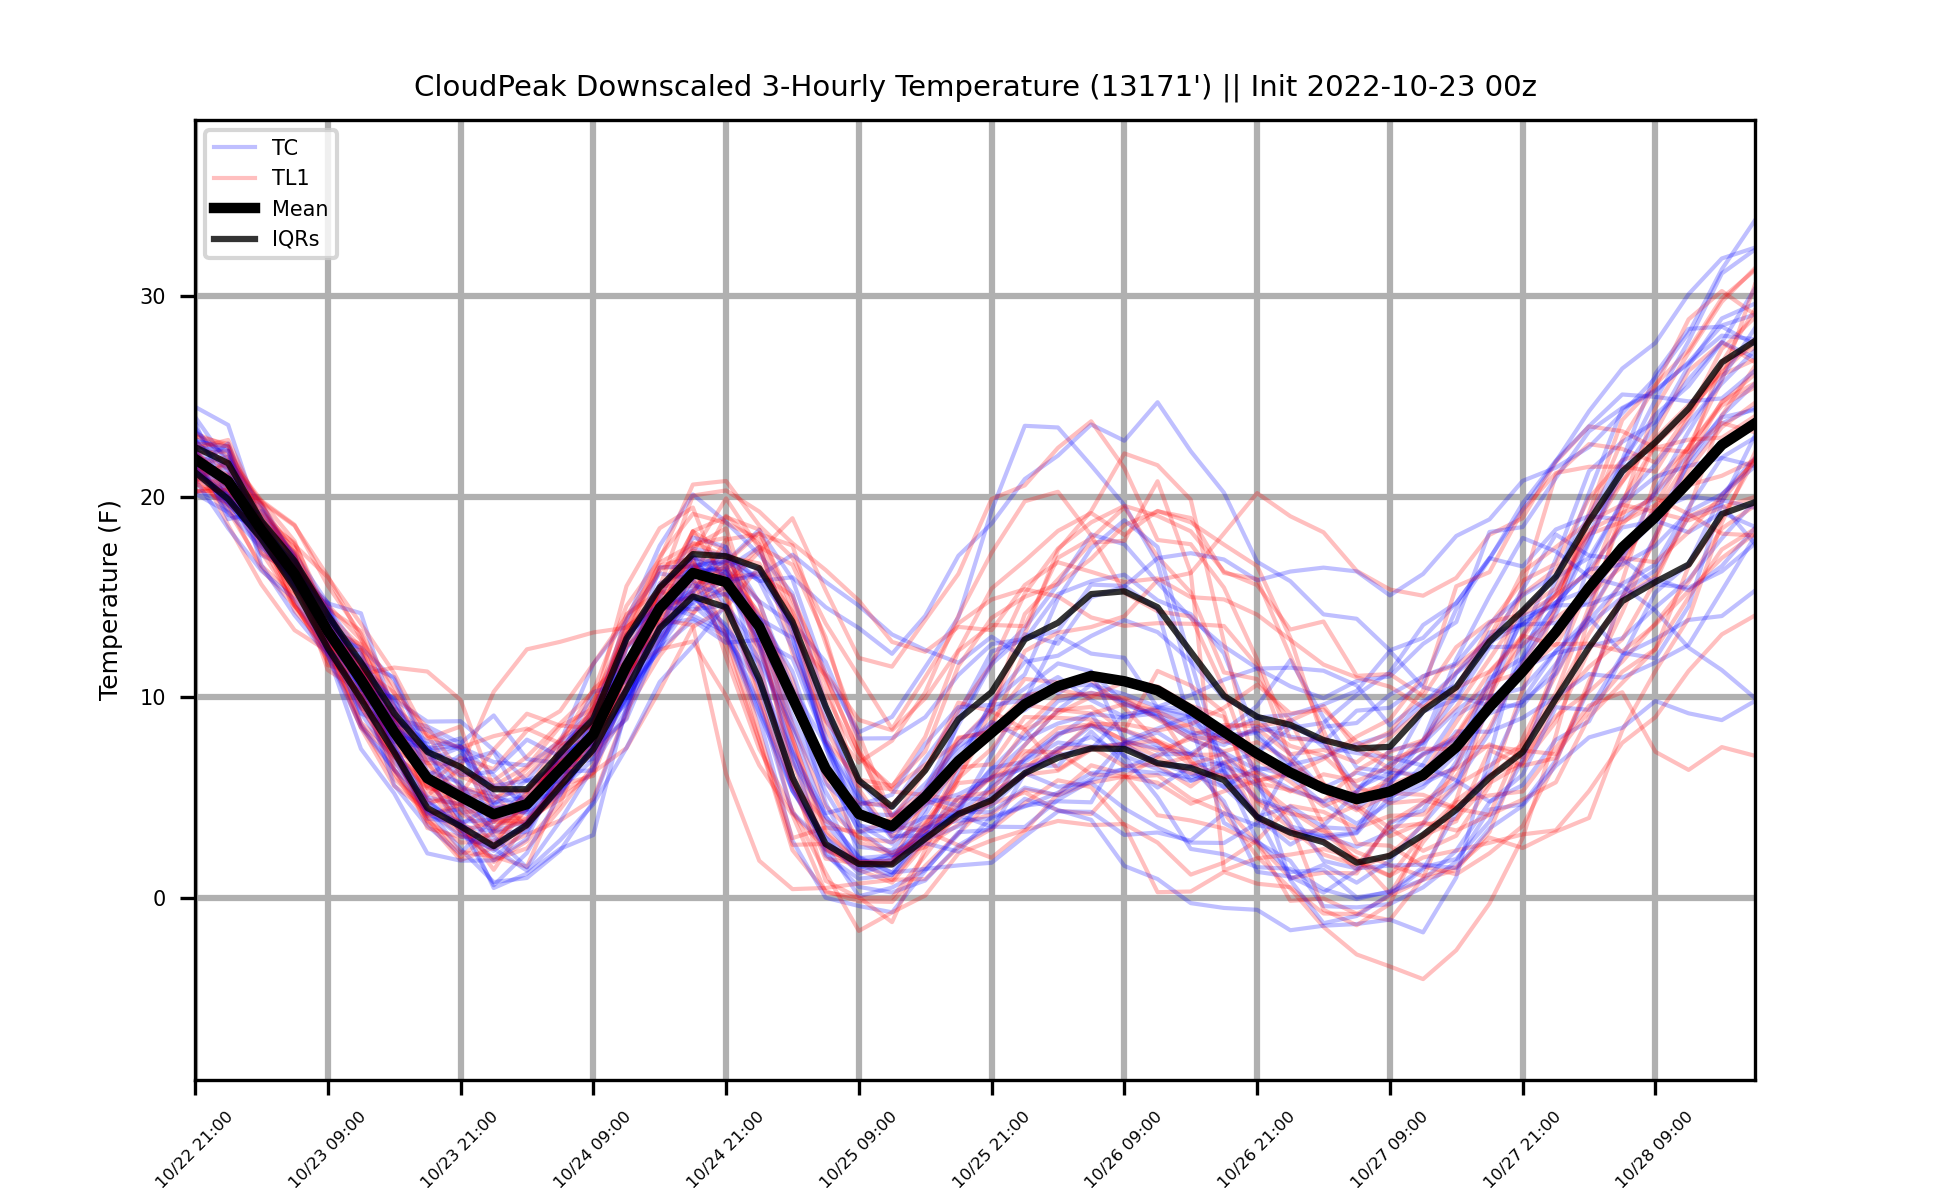 CloudPeak Downscaled 3-Hourly Temperature (13171') || Init 2022-10-23 00z
TC
TL1
Mean
IQRs
Temperature (F)
30
20
10
0
10/22 21:00
10/23 09:00
10/23 21:00
10/24 09:00
10/24 21:00
10/25 09:00
10/25 21:00
10/26 09:00
10/26 21:00
10/27 09:00
10/27 21:00
10/28 09:00